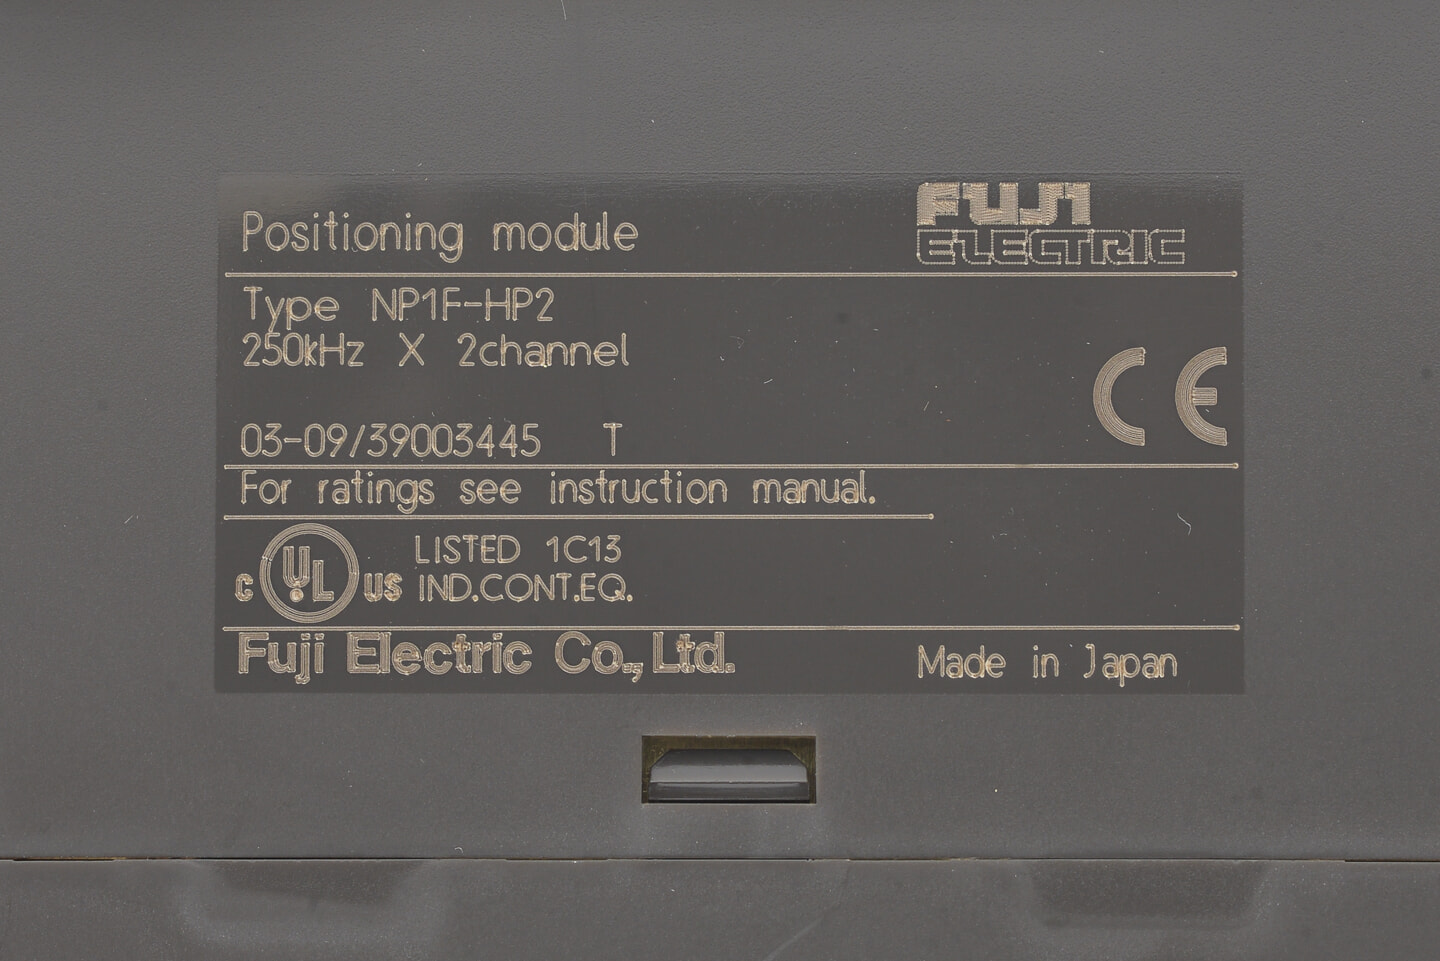 Positioning module
FUJI
ELECTRIC
Type NP1F-HP2
250kHz X 2channel
CE
03-09/39003445 T
For ratings see instruction manual.
C UL US
LISTED 1C13
IND.CONT.EQ.
Fuji Electric Co., Ltd.
Made in Japan